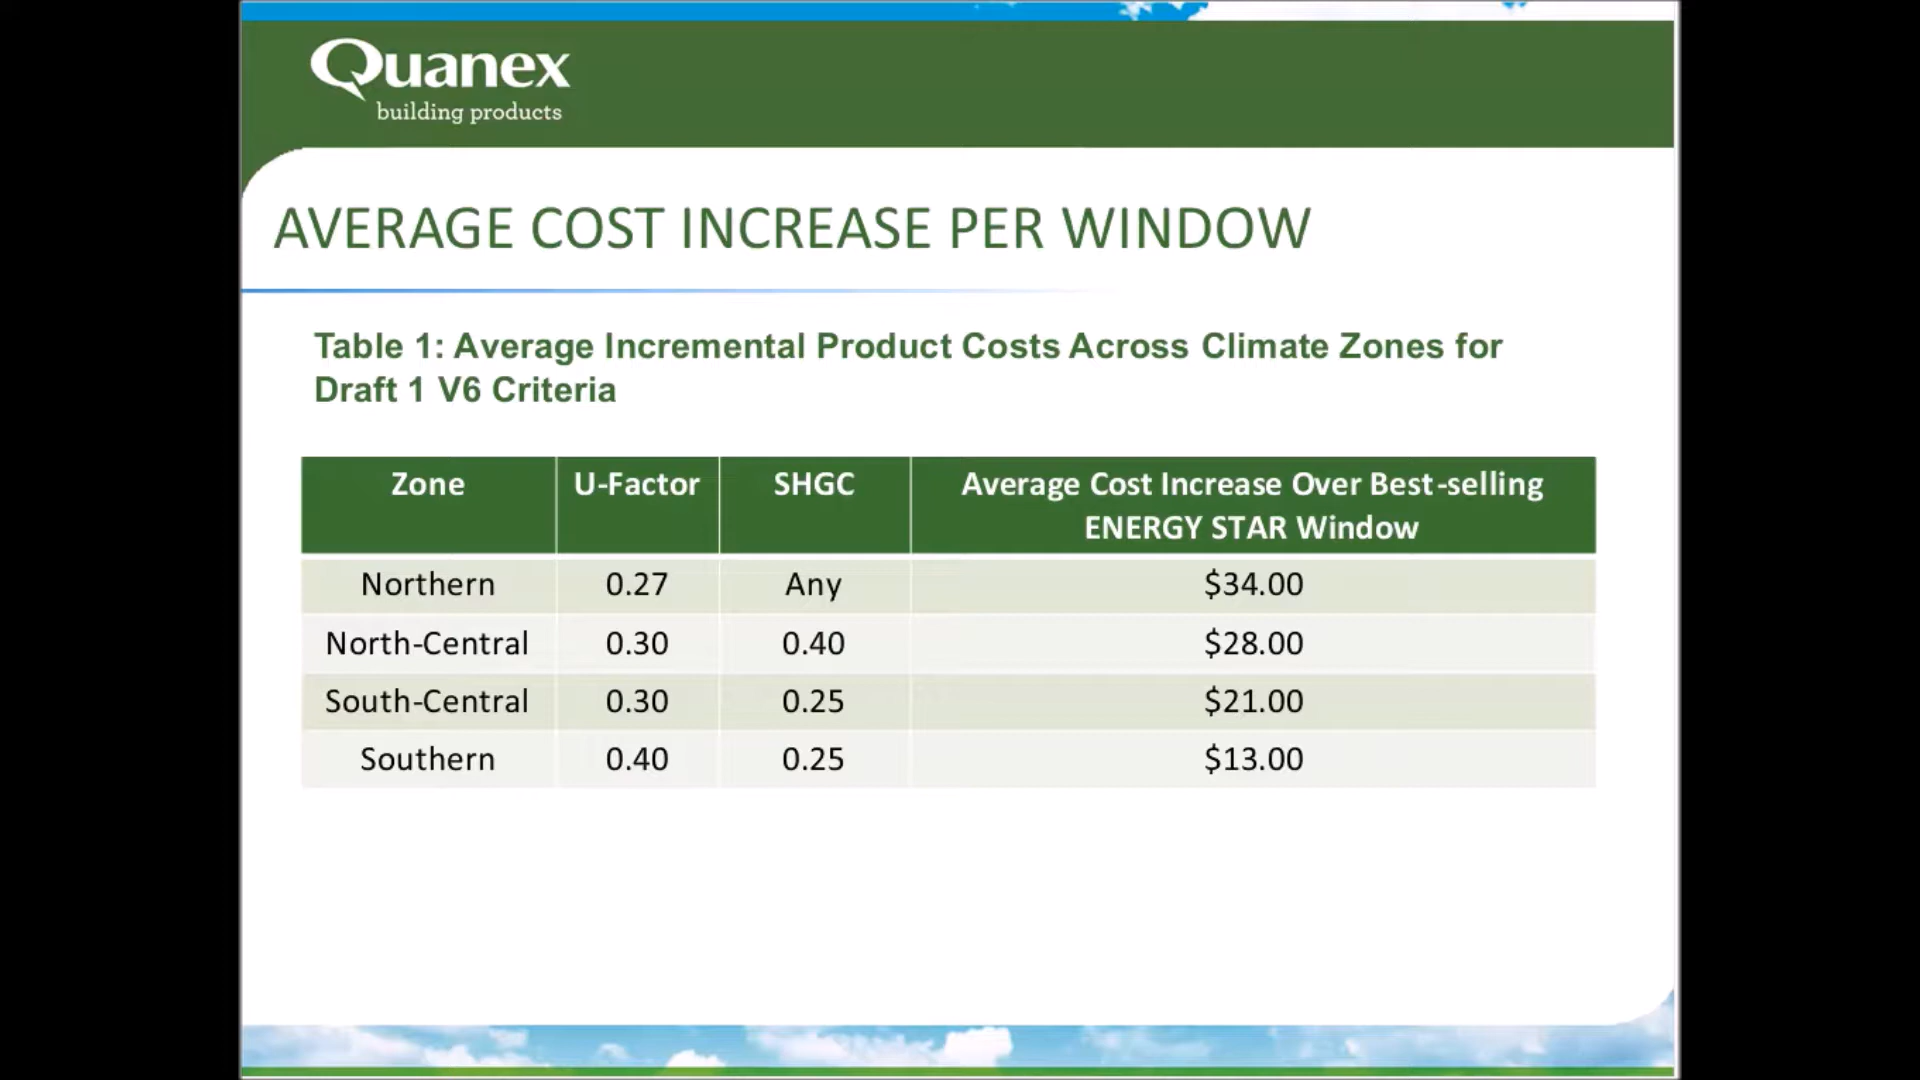 Quanex
building products
AVERAGE COST INCREASE PER WINDOW
Table 1: Average Incremental Product Costs Across Climate Zones for
Draft 1 V6 Criteria
Zone U-Factor SHGC Average Cost Increase Over Best-selling
ENERGY STAR Window
Northern 0.27 Any $34.00
North-Central 0.30 0.40 $28.00
South-Central 0.30 0.25 $21.00
Southern 0.40 0.25 $13.00